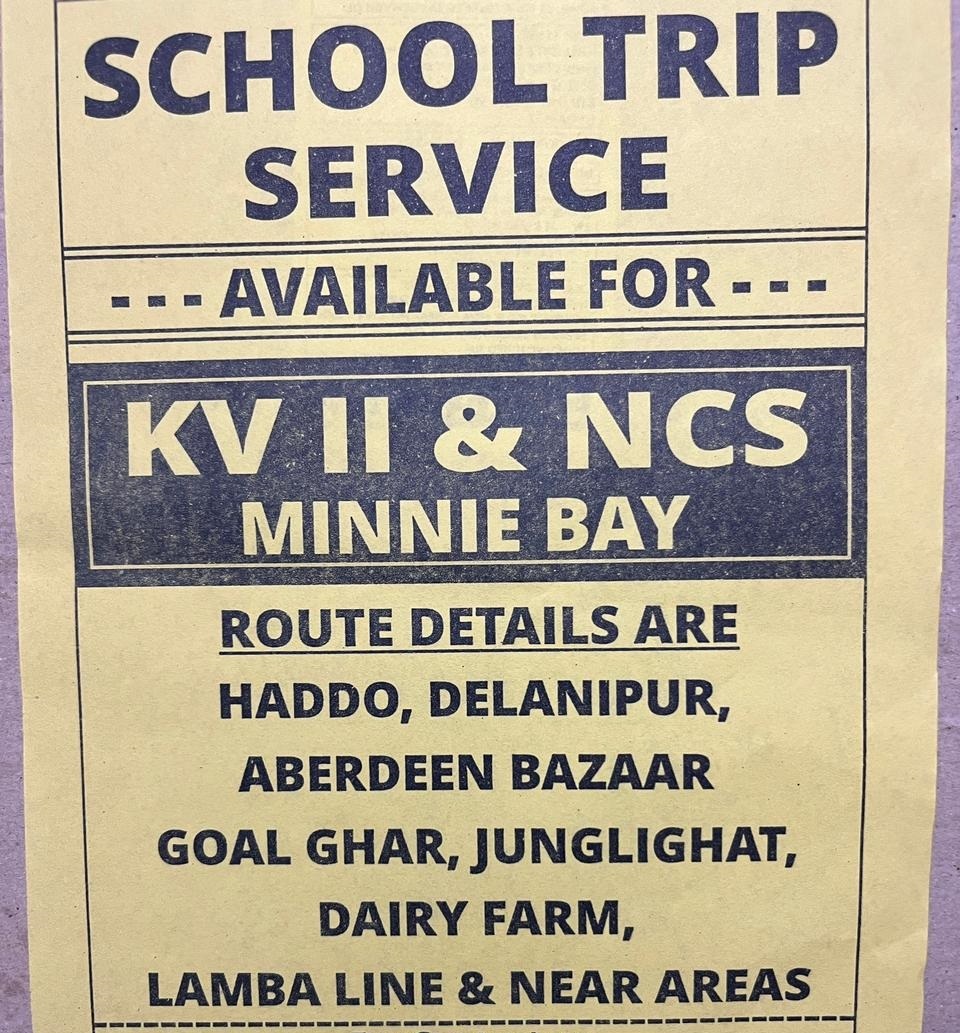 SCHOOL TRIP
SERVICE
--- AVAILABLE FOR ---
KV II & NCS
MINNIE BAY
ROUTE DETAILS ARE
HADDO, DELANIPUR,
ABERDEEN BAZAAR
GOAL GHAR, JUNGLIGHAT,
DAIRY FARM,
LAMBA LINE & NEAR AREAS